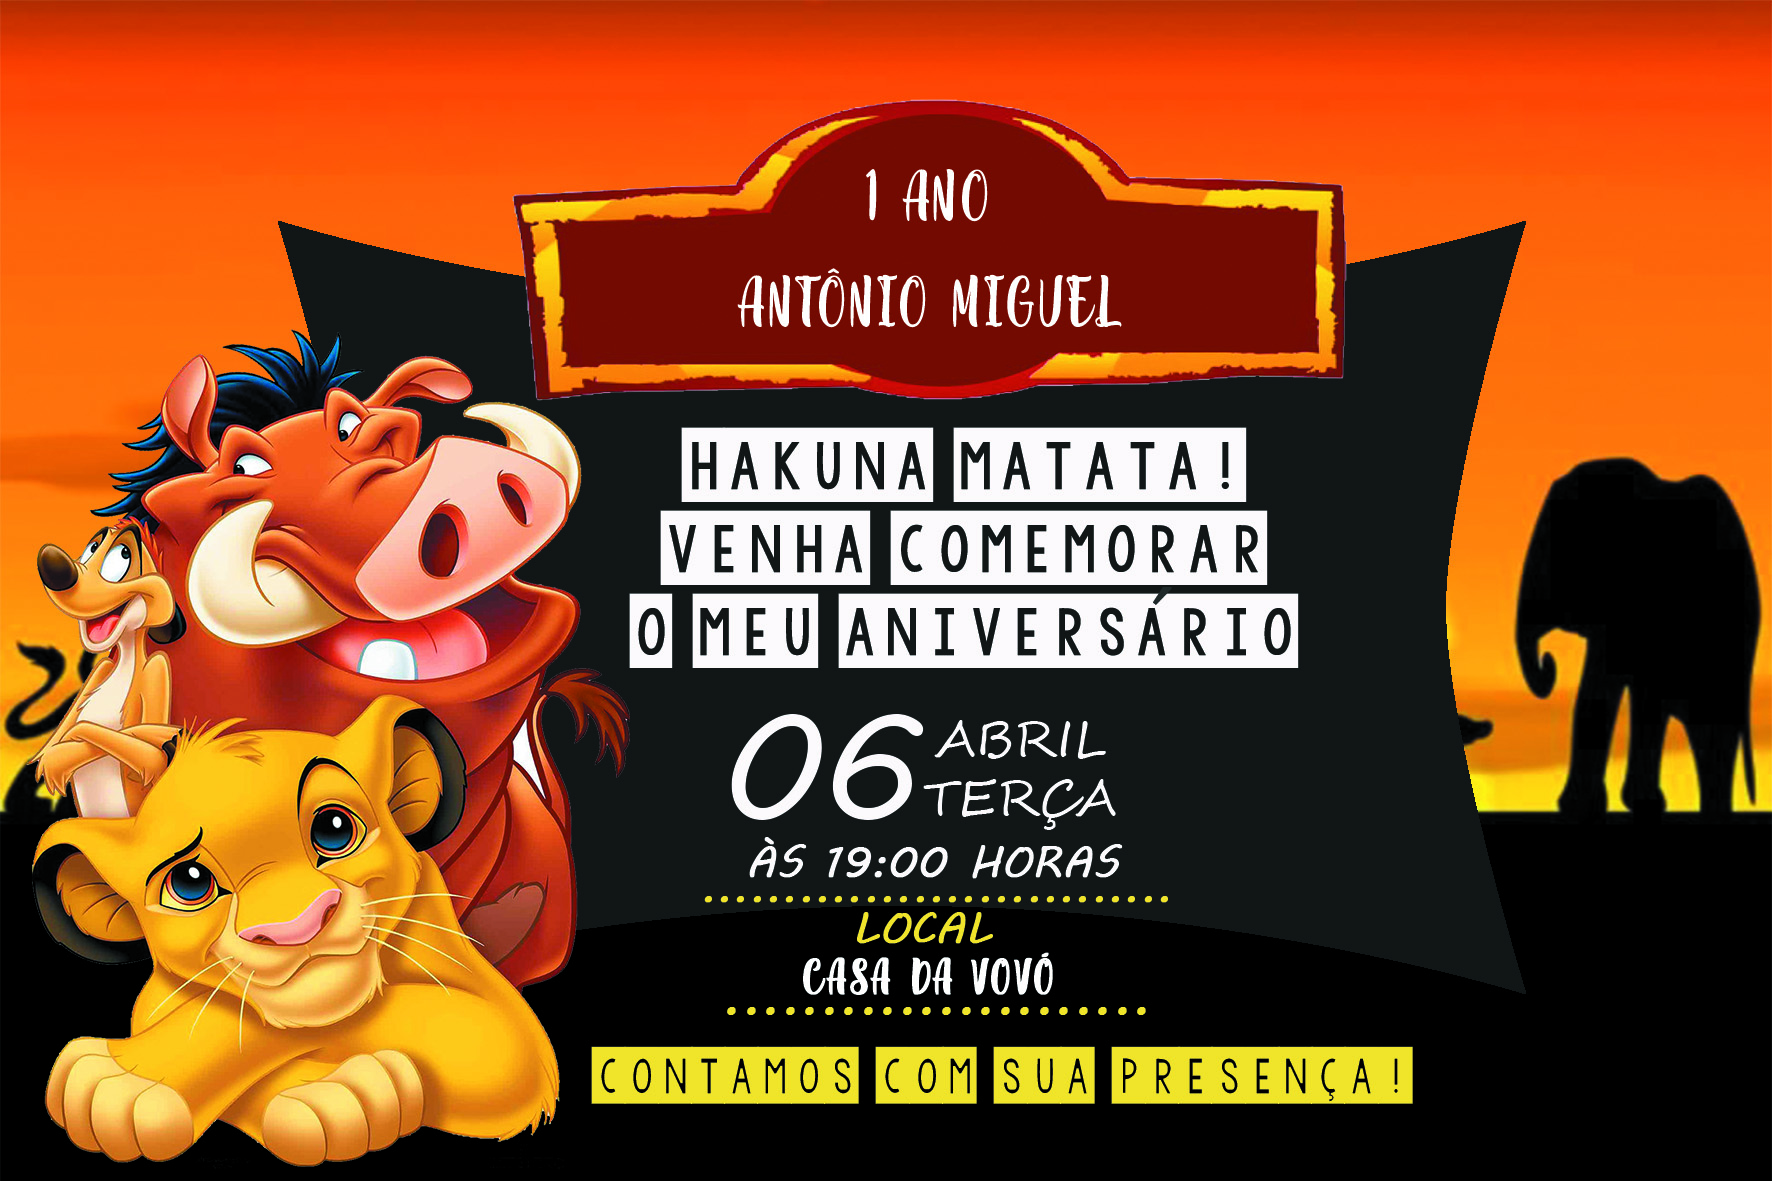 1 ANO
ANTÔNIO MIGUEL
HAKUNA MATATA!
VENHA COMEMORAR
O MEU ANIVERSÁRIO
06 ABRIL
TERÇA
ÀS 19:00 HORAS
LOCAL
CASA DA VOVÓ
CONTAMOS COM SUA PRESENÇA!